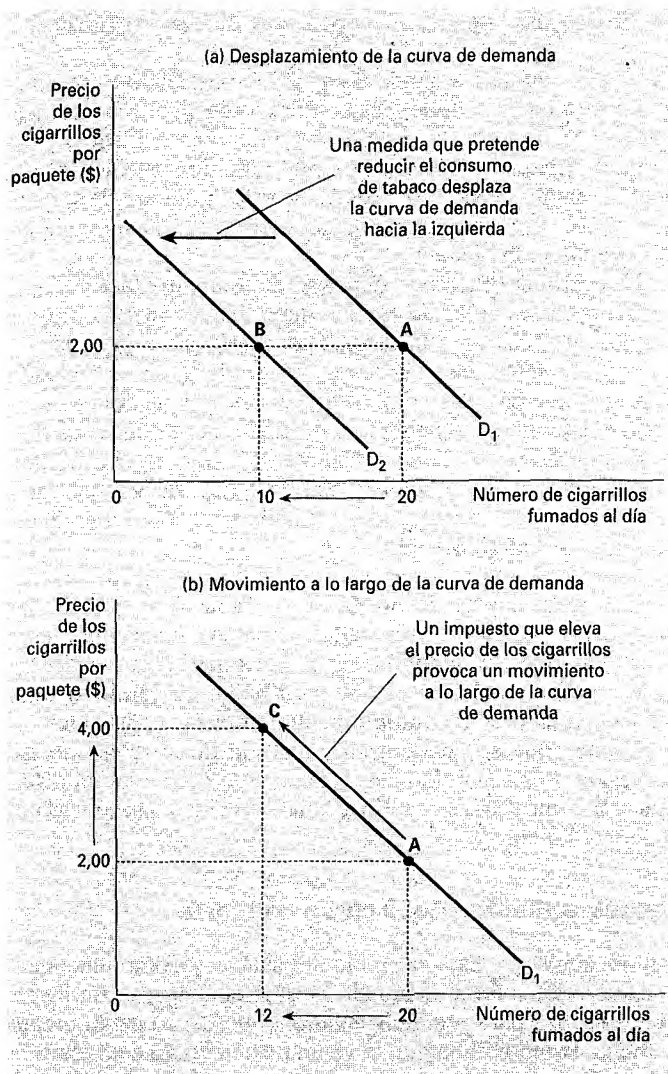 (a) Desplazamiento de la curva de demanda
Precio
de los
cigarrillos
por
paquete ($)
Una medida que pretende
reducir el consumo
de tabaco desplaza
la curva de demanda
hacia la izquierda
B
A
2,00
D2
D1
0
10
20
Número de cigarrillos
fumados al día
(b) Movimiento a lo largo de la curva de demanda
Precio
de los
cigarrillos
por
paquete ($)
Un impuesto que eleva
el precio de los cigarrillos
provoca un movimiento
a lo largo de la curva
de demanda
C
4,00
A
2,00
D1
0
12
20
Número de cigarrillos
fumados al día